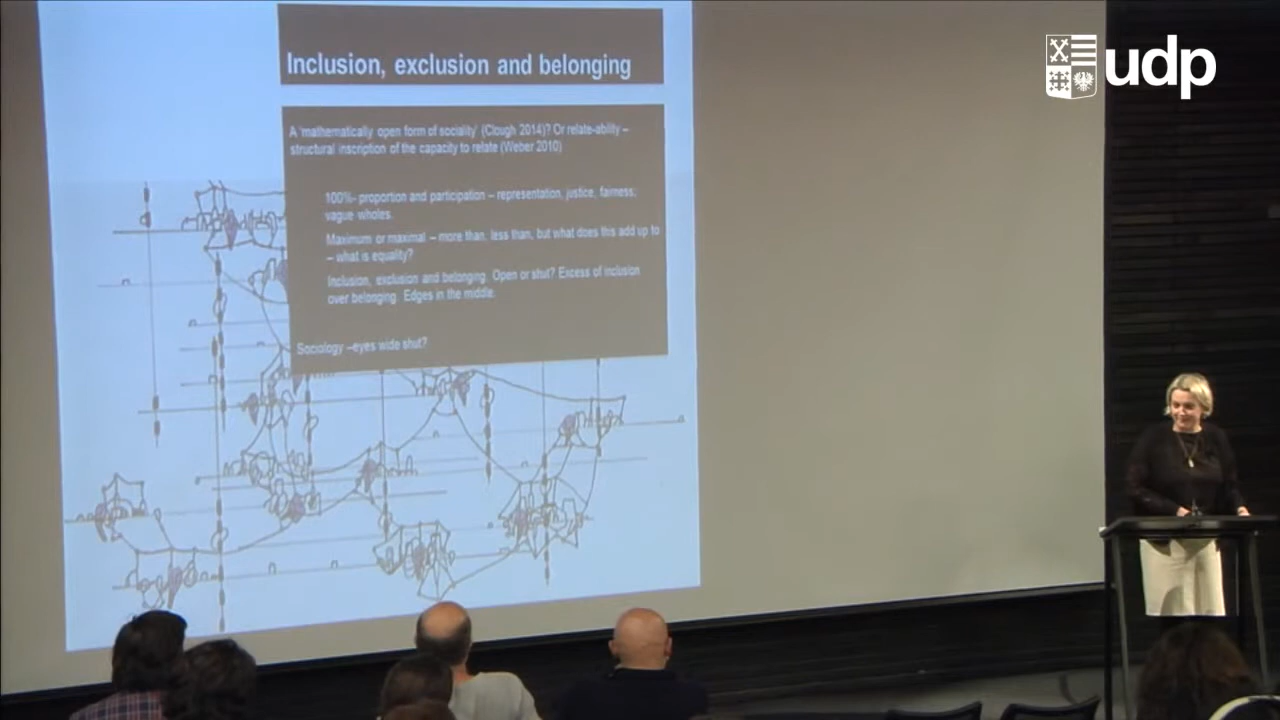 Inclusion, exclusion and belonging
A 'mathematically open form of sociality' (Clough 2014)? Or relate-ability –
structural inscription of the capacity to relate (Weber 2010)
100%- proportion and participation – representation, justice, fairness;
vague wholes.
Maximum or maximal – more than, less than, but what does this add up to
– what is equality?
Inclusion, exclusion and belonging. Open or shut? Excess of inclusion
over belonging. Edges in the middle.
Sociology –eyes wide shut?
udp